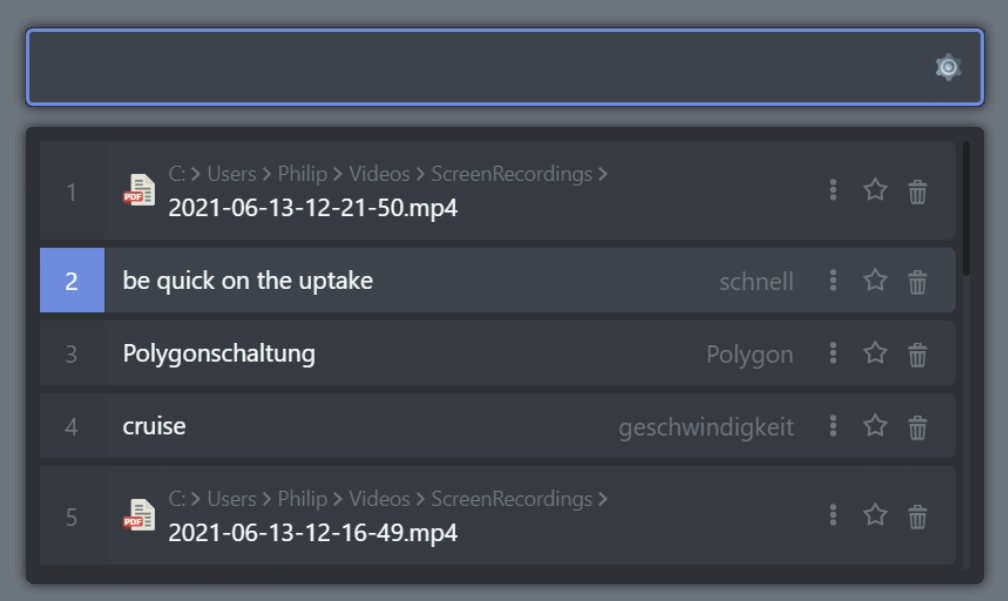 1
C: > Users > Philip > Videos > ScreenRecordings >
PDF
2021-06-13-12-21-50.mp4
2 be quick on the uptake schnell
3 Polygonschaltung Polygon
4 cruise geschwindigkeit
5
C: > Users > Philip > Videos > ScreenRecordings >
PDF
2021-06-13-12-16-49.mp4